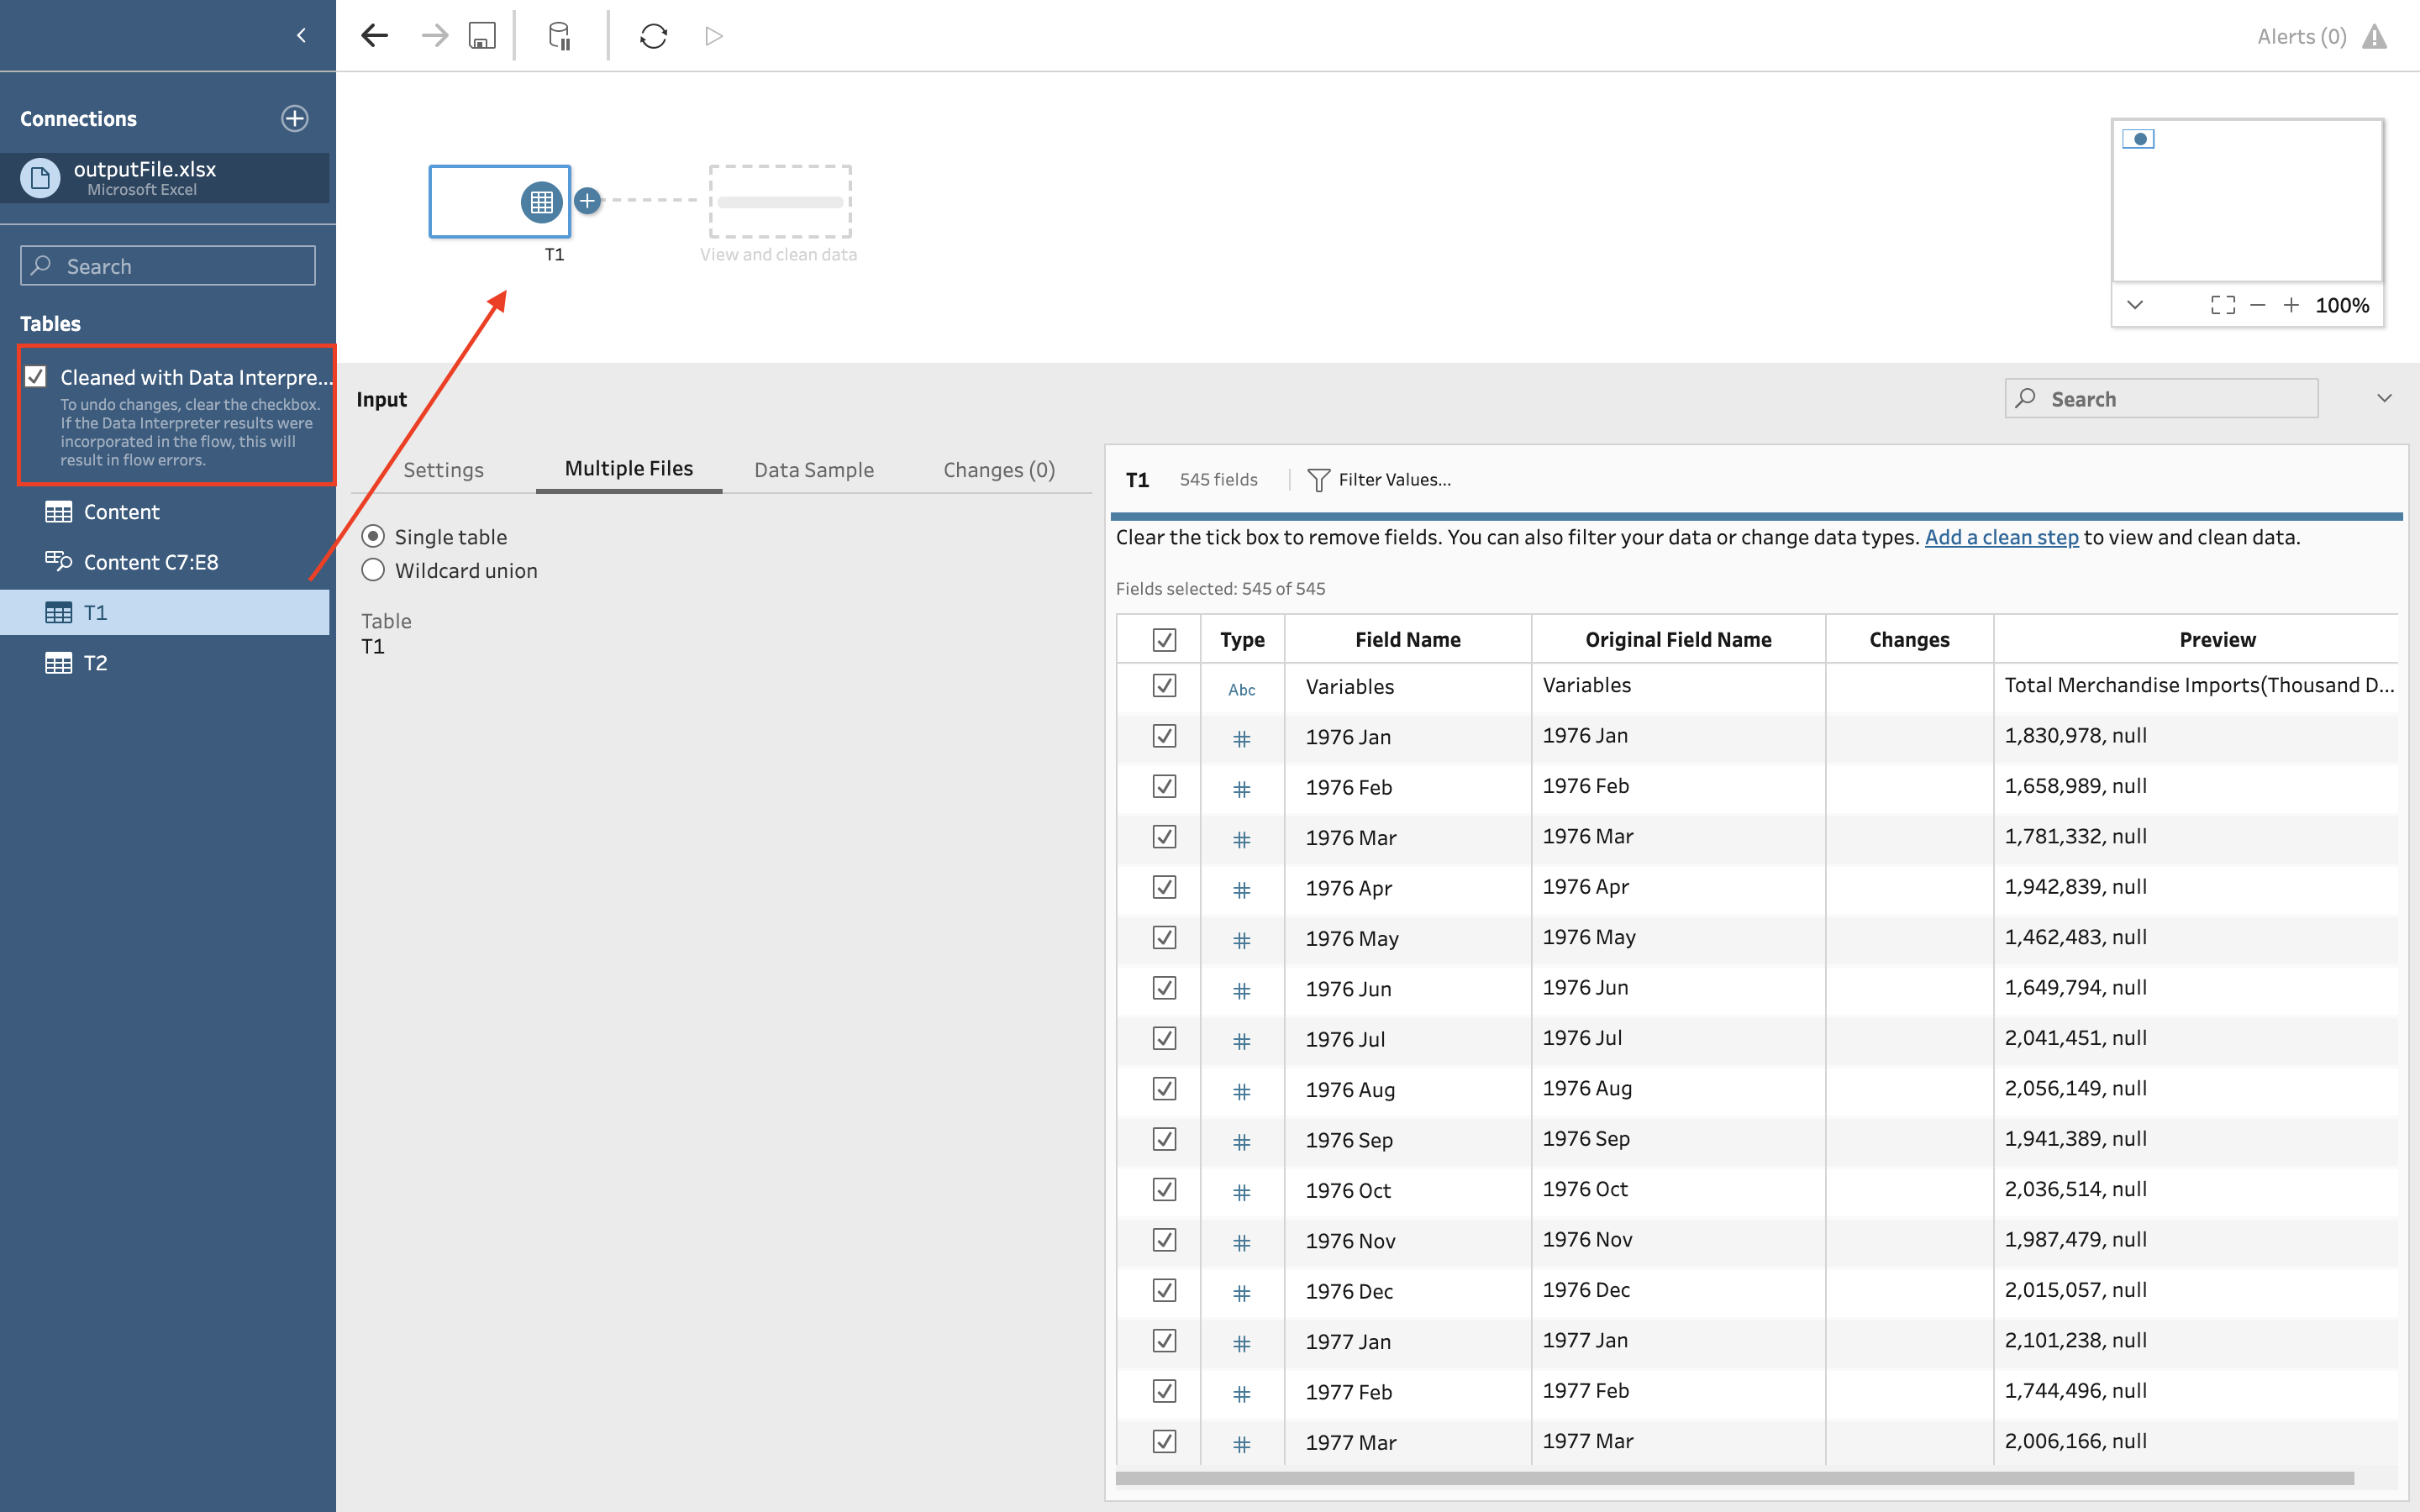 Alerts (0)
Connections
outputFile.xlsx
Microsoft Excel
Search
Tables
Cleaned with Data Interpre...
To undo changes, clear the checkbox.
If the Data Interpreter results were
incorporated in the flow, this will
result in flow errors.
Content
Content C7:E8
T1
T2
T1
View and clean data
100%
Input
Search
Settings
Multiple Files
Data Sample
Changes (0)
Single table
Wildcard union
Table
T1
T1 545 fields Filter Values...
Clear the tick box to remove fields. You can also filter your data or change data types. Add a clean step to view and clean data.
Fields selected: 545 of 545
Type Field Name Original Field Name Changes Preview
Abc Variables Variables Total Merchandise Imports(Thousand D...
# 1976 Jan 1976 Jan 1,830,978, null
# 1976 Feb 1976 Feb 1,658,989, null
# 1976 Mar 1976 Mar 1,781,332, null
# 1976 Apr 1976 Apr 1,942,839, null
# 1976 May 1976 May 1,462,483, null
# 1976 Jun 1976 Jun 1,649,794, null
# 1976 Jul 1976 Jul 2,041,451, null
# 1976 Aug 1976 Aug 2,056,149, null
# 1976 Sep 1976 Sep 1,941,389, null
# 1976 Oct 1976 Oct 2,036,514, null
# 1976 Nov 1976 Nov 1,987,479, null
# 1976 Dec 1976 Dec 2,015,057, null
# 1977 Jan 1977 Jan 2,101,238, null
# 1977 Feb 1977 Feb 1,744,496, null
# 1977 Mar 1977 Mar 2,006,166, null